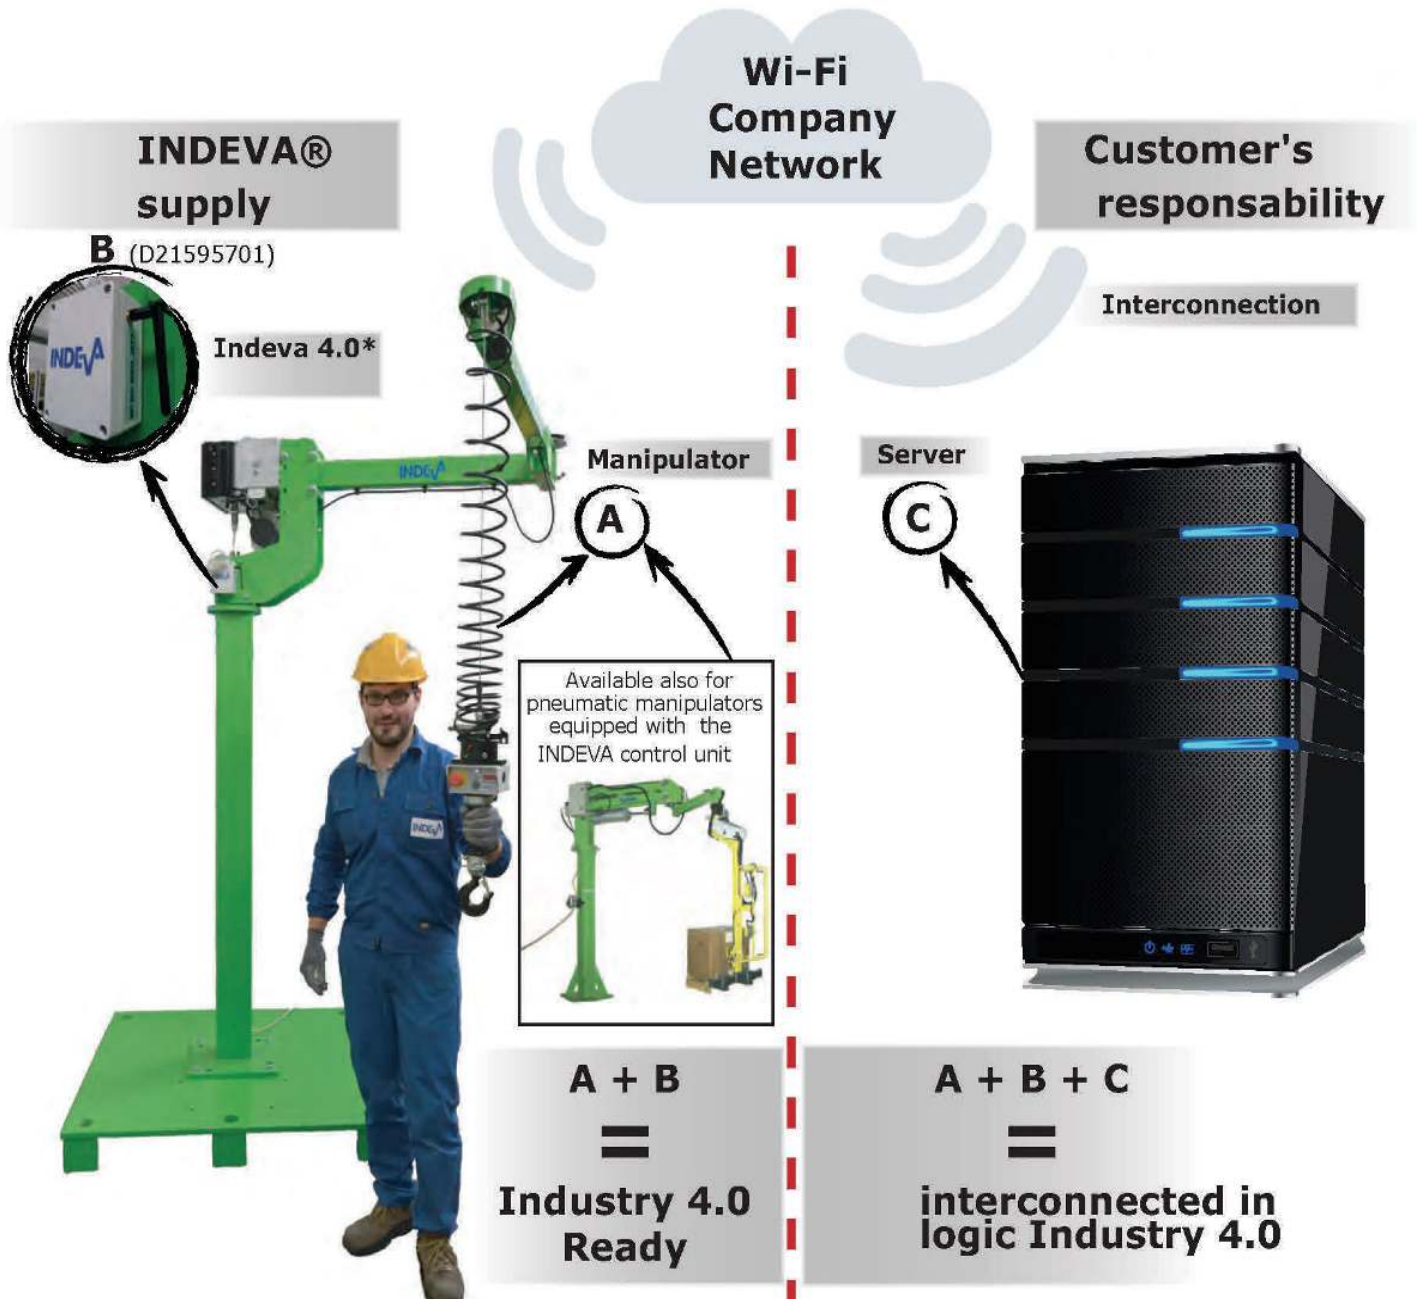 Wi-Fi
Company
Network
INDEVA®
supply
B (D21595701)
INDEVA
Indeva 4.0*
INDEVA
Manipulator
A
Available also for
pneumatic manipulators
equipped with the
INDEVA control unit
INDEVA
A + B
=
Industry 4.0
Ready
Customer's
responsability
Interconnection
Server
C
A + B + C
=
interconnected in
logic Industry 4.0